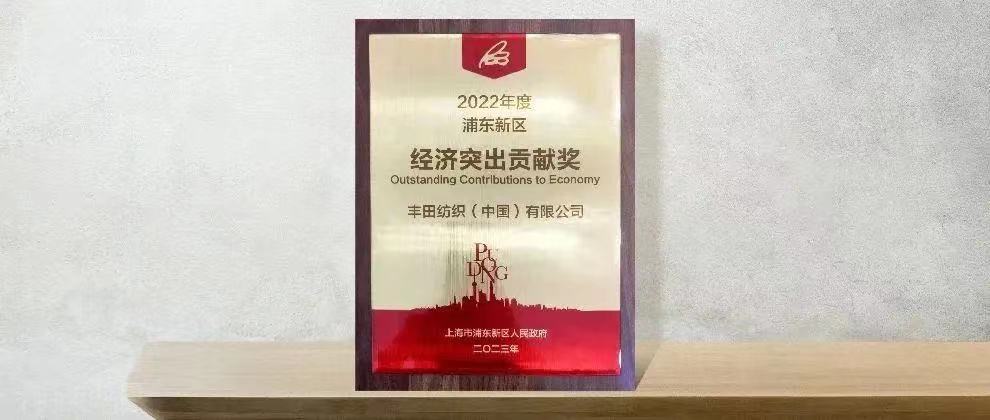 2022年度
浦东新区
经济突出贡献奖
Outstanding Contributions to Economy
丰田纺织（中国）有限公司
PU
DONG
上海市浦东新区人民政府
二〇二三年